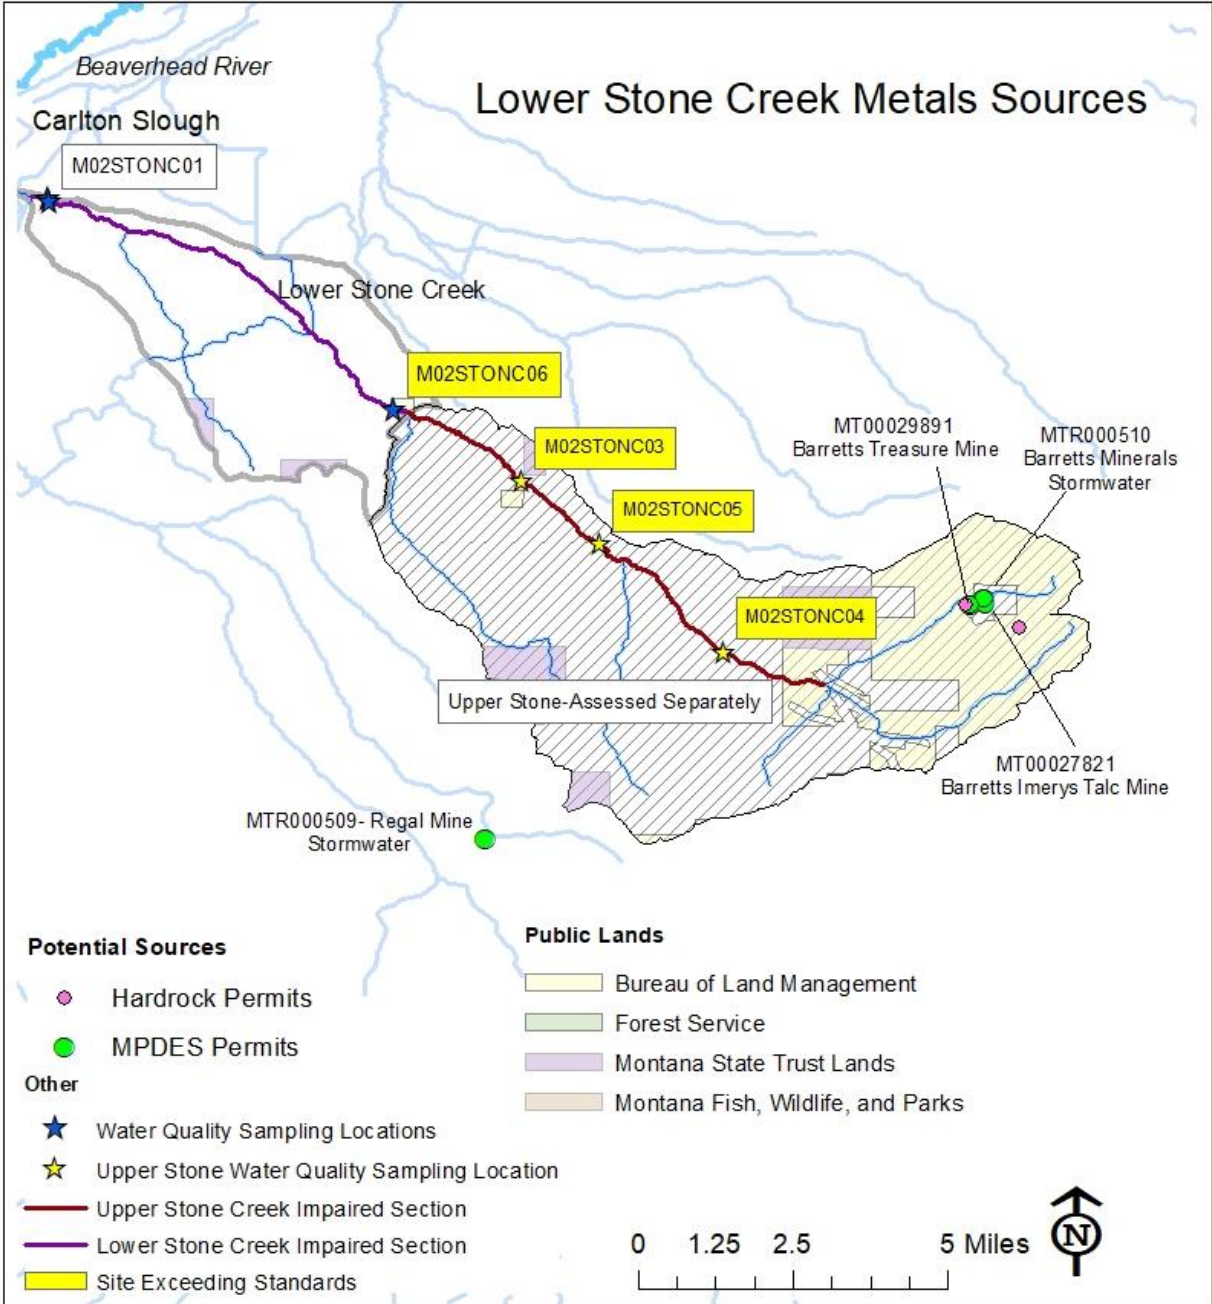 Beaverhead River
Lower Stone Creek Metals Sources
Carlton Slough
M02STONC01
Lower Stone Creek
M02STONC06
M02STONC03
MT00029891
Barretts Treasure Mine
MTR000510
Barretts Minerals
Stormwater
M02STONC05
M02STONC04
Upper Stone-Assessed Separately
MT00027821
Barretts Imerys Talc Mine
MTR000509- Regal Mine
Stormwater
Potential Sources
Hardrock Permits
MPDES Permits
Other
Water Quality Sampling Locations
Upper Stone Water Quality Sampling Location
Upper Stone Creek Impaired Section
Lower Stone Creek Impaired Section
Site Exceeding Standards
Public Lands
Bureau of Land Management
Forest Service
Montana State Trust Lands
Montana Fish, Wildlife, and Parks
0 1.25 2.5 5 Miles
N